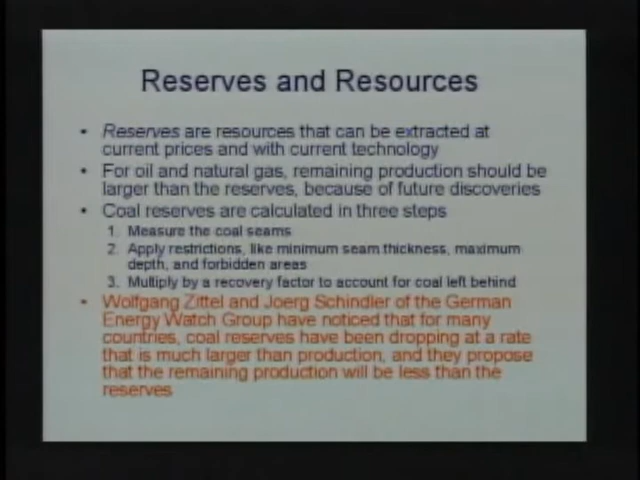 Reserves and Resources
• Reserves are resources that can be extracted at
current prices and with current technology
• For oil and natural gas, remaining production should be
larger than the reserves, because of future discoveries
• Coal reserves are calculated in three steps
1. Measure the coal seams
2. Apply restrictions, like minimum seam thickness, maximum
depth, and forbidden areas
3. Multiply by a recovery factor to account for coal left behind
• Wolfgang Zittel and Joerg Schindler of the German
Energy Watch Group have noticed that for many
countries, coal reserves have been dropping at a rate
that is much larger than production, and they propose
that the remaining production will be less than the
reserves